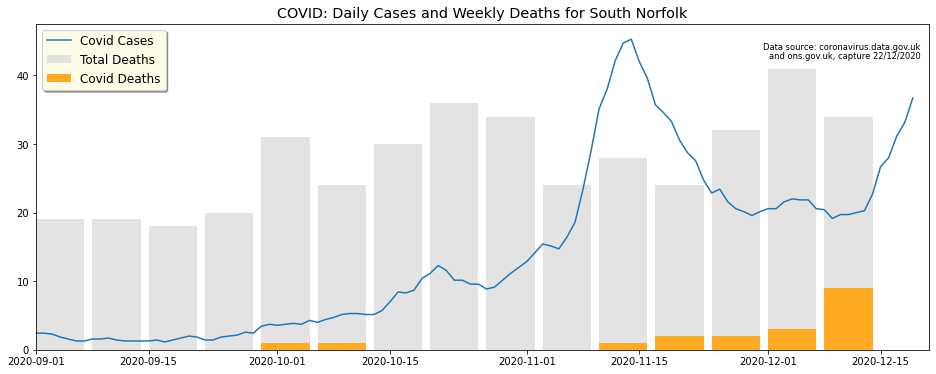 COVID: Daily Cases and Weekly Deaths for South Norfolk
Covid Cases
Total Deaths
Covid Deaths
Data source: coronavirus.data.gov.uk
and ons.gov.uk, capture 22/12/2020
40
30
20
10
0
2020-09-01
2020-09-15
2020-10-01
2020-10-15
2020-11-01
2020-11-15
2020-12-01
2020-12-15